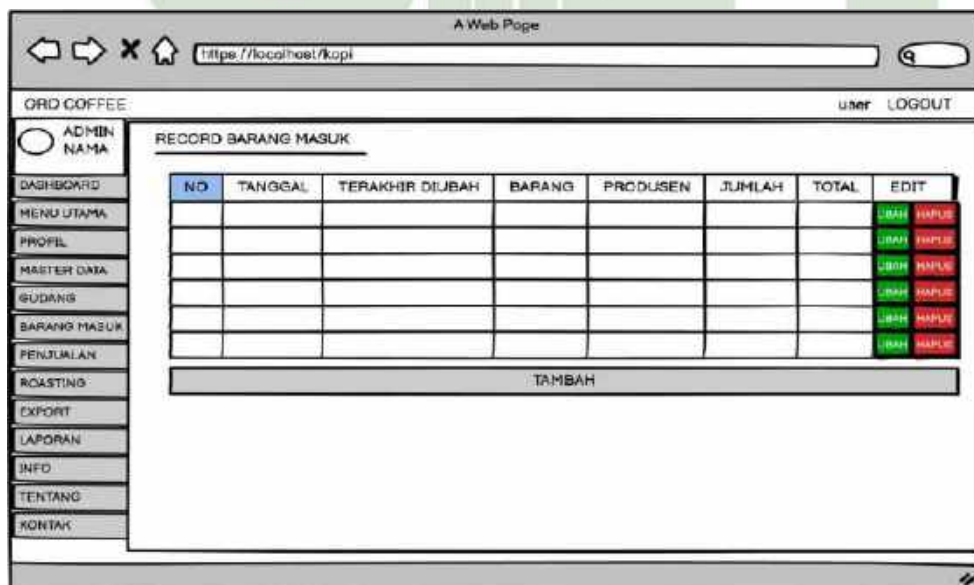 A Web Page
https://localhost/kopi
ORD COFFEE user LOGOUT
ADMIN
NAMA
RECORD BARANG MASUK
DASHBOARD
MENU UTAMA
PROFIL
MASTER DATA
GUDANG
BARANG MASUK
PENJUALAN
ROASTING
EXPORT
LAPORAN
INFO
TENTANG
KONTAK
NO TANGGAL TERAKHIR DIUBAH BARANG PRODUSEN JUMLAH TOTAL EDIT
UBAH HAPUS
UBAH HAPUS
UBAH HAPUS
UBAH HAPUS
UBAH HAPUS
UBAH HAPUS
TAMBAH